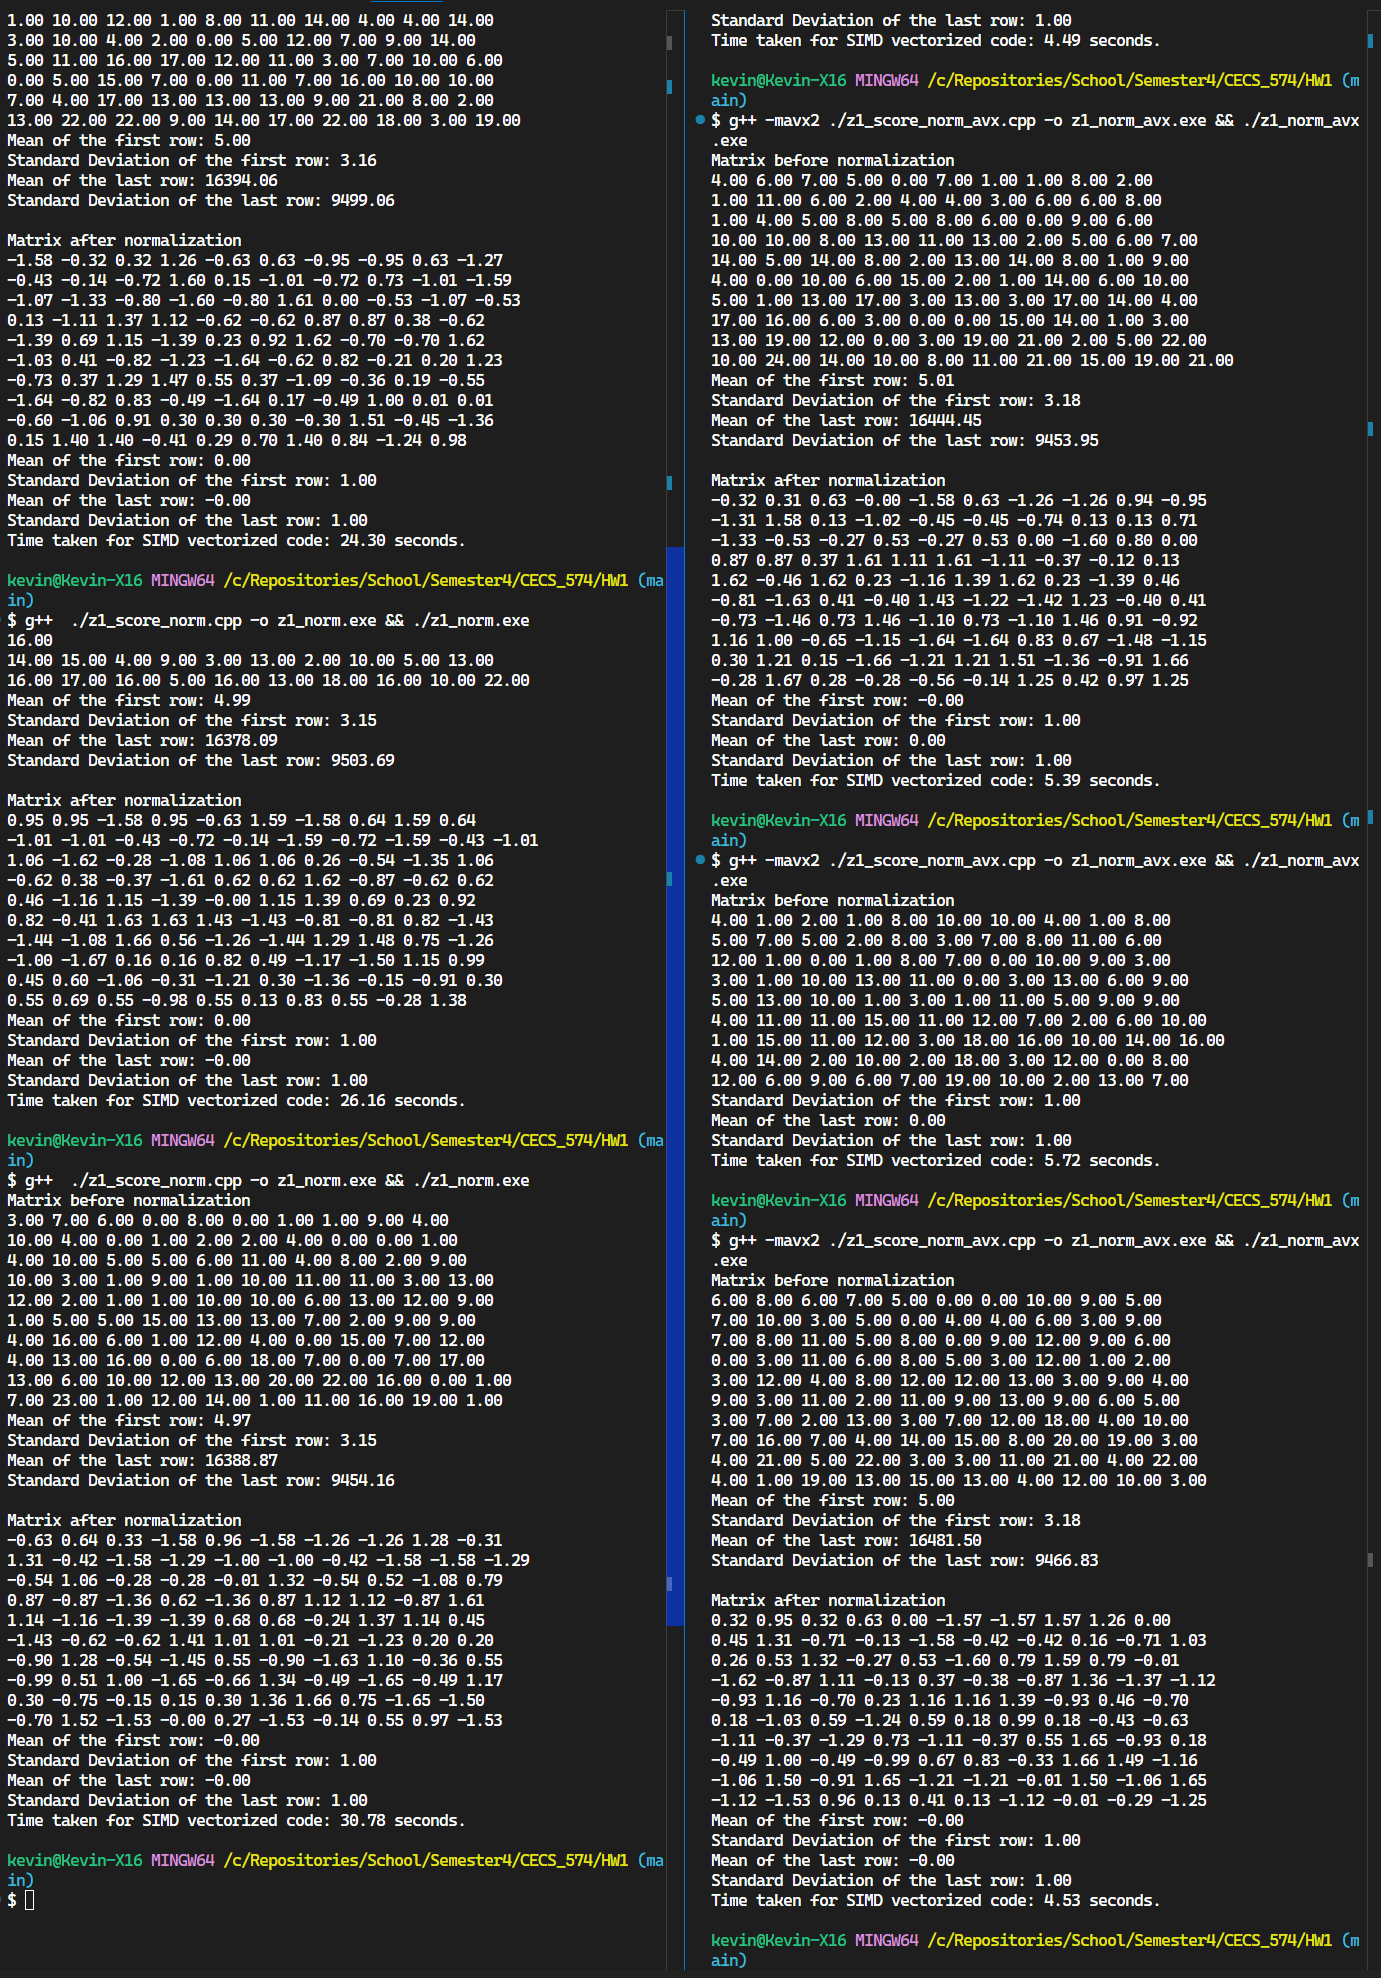 1.00 10.00 12.00 1.00 8.00 11.00 14.00 4.00 4.00 14.00
3.00 10.00 4.00 2.00 0.00 5.00 12.00 7.00 9.00 14.00
5.00 11.00 16.00 17.00 12.00 11.00 3.00 7.00 10.00 6.00
0.00 5.00 15.00 7.00 0.00 11.00 7.00 16.00 10.00 10.00
7.00 4.00 17.00 13.00 13.00 13.00 9.00 21.00 8.00 2.00
13.00 22.00 22.00 9.00 14.00 17.00 22.00 18.00 3.00 19.00
Mean of the first row: 5.00
Standard Deviation of the first row: 3.16
Mean of the last row: 16394.06
Standard Deviation of the last row: 9499.06
Matrix after normalization
-1.58 -0.32 0.32 1.26 -0.63 0.63 -0.95 -0.95 0.63 -1.27
-0.43 -0.14 -0.72 1.60 0.15 -1.01 -0.72 0.73 -1.01 -1.59
-1.07 -1.33 -0.80 -1.60 -0.80 1.61 0.00 -0.53 -1.07 -0.53
0.13 -1.11 1.37 1.12 -0.62 -0.62 0.87 0.87 0.38 -0.62
-1.39 0.69 1.15 -1.39 0.23 0.92 1.62 -0.70 -0.70 1.62
-1.03 0.41 -0.82 -1.23 -1.64 -0.62 0.82 -0.21 0.20 1.23
-0.73 0.37 1.29 1.47 0.55 0.37 -1.09 -0.36 0.19 -0.55
-1.64 -0.82 0.83 -0.49 -1.64 0.17 -0.49 1.00 0.01 0.01
-0.60 -1.06 0.91 0.30 0.30 0.30 -0.30 1.51 -0.45 -1.36
0.15 1.40 1.40 -0.41 0.29 0.70 1.40 0.84 -1.24 0.98
Mean of the first row: 0.00
Standard Deviation of the first row: 1.00
Mean of the last row: -0.00
Standard Deviation of the last row: 1.00
Time taken for SIMD vectorized code: 24.30 seconds.
kevin@Kevin-X16 MINGW64 /c/Repositories/School/Semester4/CECS_574/HW1 (ma
in)
$ g++  ./z1_score_norm.cpp -o z1_norm.exe && ./z1_norm.exe
16.00
14.00 15.00 4.00 9.00 3.00 13.00 2.00 10.00 5.00 13.00
16.00 17.00 16.00 5.00 16.00 13.00 18.00 16.00 10.00 22.00
Mean of the first row: 4.99
Standard Deviation of the first row: 3.15
Mean of the last row: 16378.09
Standard Deviation of the last row: 9503.69
Matrix after normalization
0.95 0.95 -1.58 0.95 -0.63 1.59 -1.58 0.64 1.59 0.64
-1.01 -1.01 -0.43 -0.72 -0.14 -1.59 -0.72 -1.59 -0.43 -1.01
1.06 -1.62 -0.28 -1.08 1.06 1.06 0.26 -0.54 -1.35 1.06
-0.62 0.38 -0.37 -1.61 0.62 0.62 1.62 -0.87 -0.62 0.62
0.46 -1.16 1.15 -1.39 -0.00 1.15 1.39 0.69 0.23 0.92
0.82 -0.41 1.63 1.63 1.43 -1.43 -0.81 -0.81 0.82 -1.43
-1.44 -1.08 1.66 0.56 -1.26 -1.44 1.29 1.48 0.75 -1.26
-1.00 -1.67 0.16 0.16 0.82 0.49 -1.17 -1.50 1.15 0.99
0.45 0.60 -1.06 -0.31 -1.21 0.30 -1.36 -0.15 -0.91 0.30
0.55 0.69 0.55 -0.98 0.55 0.13 0.83 0.55 -0.28 1.38
Mean of the first row: 0.00
Standard Deviation of the first row: 1.00
Mean of the last row: -0.00
Standard Deviation of the last row: 1.00
Time taken for SIMD vectorized code: 26.16 seconds.
kevin@Kevin-X16 MINGW64 /c/Repositories/School/Semester4/CECS_574/HW1 (ma
in)
$ g++  ./z1_score_norm.cpp -o z1_norm.exe && ./z1_norm.exe
Matrix before normalization
3.00 7.00 6.00 0.00 8.00 0.00 1.00 1.00 9.00 4.00
10.00 4.00 0.00 1.00 2.00 2.00 4.00 0.00 0.00 1.00
4.00 10.00 5.00 5.00 6.00 11.00 4.00 8.00 2.00 9.00
10.00 3.00 1.00 9.00 1.00 10.00 11.00 11.00 3.00 13.00
12.00 2.00 1.00 1.00 10.00 10.00 6.00 13.00 12.00 9.00
1.00 5.00 5.00 15.00 13.00 13.00 7.00 2.00 9.00 9.00
4.00 16.00 6.00 1.00 12.00 4.00 0.00 15.00 7.00 12.00
4.00 13.00 16.00 0.00 6.00 18.00 7.00 0.00 7.00 17.00
13.00 6.00 10.00 12.00 13.00 20.00 22.00 16.00 0.00 1.00
7.00 23.00 1.00 12.00 14.00 1.00 11.00 16.00 19.00 1.00
Mean of the first row: 4.97
Standard Deviation of the first row: 3.15
Mean of the last row: 16388.87
Standard Deviation of the last row: 9454.16
Matrix after normalization
-0.63 0.64 0.33 -1.58 0.96 -1.58 -1.26 -1.26 1.28 -0.31
1.31 -0.42 -1.58 -1.29 -1.00 -1.00 -0.42 -1.58 -1.58 -1.29
-0.54 1.06 -0.28 -0.28 -0.01 1.32 -0.54 0.52 -1.08 0.79
0.87 -0.87 -1.36 0.62 -1.36 0.87 1.12 1.12 -0.87 1.61
1.14 -1.16 -1.39 -1.39 0.68 0.68 -0.24 1.37 1.14 0.45
-1.43 -0.62 -0.62 1.41 1.01 1.01 -0.21 -1.23 0.20 0.20
-0.90 1.28 -0.54 -1.45 0.55 -0.90 -1.63 1.10 -0.36 0.55
-0.99 0.51 1.00 -1.65 -0.66 1.34 -0.49 -1.65 -0.49 1.17
0.30 -0.75 -0.15 0.15 0.30 1.36 1.66 0.75 -1.65 -1.50
-0.70 1.52 -1.53 -0.00 0.27 -1.53 -0.14 0.55 0.97 -1.53
Mean of the first row: -0.00
Standard Deviation of the first row: 1.00
Mean of the last row: -0.00
Standard Deviation of the last row: 1.00
Time taken for SIMD vectorized code: 30.78 seconds.
kevin@Kevin-X16 MINGW64 /c/Repositories/School/Semester4/CECS_574/HW1 (ma
in)
$
Standard Deviation of the last row: 1.00
Time taken for SIMD vectorized code: 4.49 seconds.
kevin@Kevin-X16 MINGW64 /c/Repositories/School/Semester4/CECS_574/HW1 (m
ain)
$ g++ -mavx2 ./z1_score_norm_avx.cpp -o z1_norm_avx.exe && ./z1_norm_avx
.exe
Matrix before normalization
4.00 6.00 7.00 5.00 0.00 7.00 1.00 1.00 8.00 2.00
1.00 11.00 6.00 2.00 4.00 4.00 3.00 6.00 6.00 8.00
1.00 4.00 5.00 8.00 5.00 8.00 6.00 0.00 9.00 6.00
10.00 10.00 8.00 13.00 11.00 13.00 2.00 5.00 6.00 7.00
14.00 5.00 14.00 8.00 2.00 13.00 14.00 8.00 1.00 9.00
4.00 0.00 10.00 6.00 15.00 2.00 1.00 14.00 6.00 10.00
5.00 1.00 13.00 17.00 3.00 13.00 3.00 17.00 14.00 4.00
17.00 16.00 6.00 3.00 0.00 0.00 15.00 14.00 1.00 3.00
13.00 19.00 12.00 0.00 3.00 19.00 21.00 2.00 5.00 22.00
10.00 24.00 14.00 10.00 8.00 11.00 21.00 15.00 19.00 21.00
Mean of the first row: 5.01
Standard Deviation of the first row: 3.18
Mean of the last row: 16444.45
Standard Deviation of the last row: 9453.95
Matrix after normalization
-0.32 0.31 0.63 -0.00 -1.58 0.63 -1.26 -1.26 0.94 -0.95
-1.31 1.58 0.13 -1.02 -0.45 -0.45 -0.74 0.13 0.13 0.71
-1.33 -0.53 -0.27 0.53 -0.27 0.53 0.00 -1.60 0.80 0.00
0.87 0.87 0.37 1.61 1.11 1.61 -1.11 -0.37 -0.12 0.13
1.62 -0.46 1.62 0.23 -1.16 1.39 1.62 0.23 -1.39 0.46
-0.81 -1.63 0.41 -0.40 1.43 -1.22 -1.42 1.23 -0.40 0.41
-0.73 -1.46 0.73 1.46 -1.10 0.73 -1.10 1.46 0.91 -0.92
1.16 1.00 -0.65 -1.15 -1.64 -1.64 0.83 0.67 -1.48 -1.15
0.30 1.21 0.15 -1.66 -1.21 1.21 1.51 -1.36 -0.91 1.66
-0.28 1.67 0.28 -0.28 -0.56 -0.14 1.25 0.42 0.97 1.25
Mean of the first row: -0.00
Standard Deviation of the first row: 1.00
Mean of the last row: 0.00
Standard Deviation of the last row: 1.00
Time taken for SIMD vectorized code: 5.39 seconds.
kevin@Kevin-X16 MINGW64 /c/Repositories/School/Semester4/CECS_574/HW1 (m
ain)
$ g++ -mavx2 ./z1_score_norm_avx.cpp -o z1_norm_avx.exe && ./z1_norm_avx
.exe
Matrix before normalization
4.00 1.00 2.00 1.00 8.00 10.00 10.00 4.00 1.00 8.00
5.00 7.00 5.00 2.00 8.00 3.00 7.00 8.00 11.00 6.00
12.00 1.00 0.00 1.00 8.00 7.00 0.00 10.00 9.00 3.00
3.00 1.00 10.00 13.00 11.00 0.00 3.00 13.00 6.00 9.00
5.00 13.00 10.00 1.00 3.00 1.00 11.00 5.00 9.00 9.00
4.00 11.00 11.00 15.00 11.00 12.00 7.00 2.00 6.00 10.00
1.00 15.00 11.00 12.00 3.00 18.00 16.00 10.00 14.00 16.00
4.00 14.00 2.00 10.00 2.00 18.00 3.00 12.00 0.00 8.00
12.00 6.00 9.00 6.00 7.00 19.00 10.00 2.00 13.00 7.00
Standard Deviation of the first row: 1.00
Mean of the last row: 0.00
Standard Deviation of the last row: 1.00
Time taken for SIMD vectorized code: 5.72 seconds.
kevin@Kevin-X16 MINGW64 /c/Repositories/School/Semester4/CECS_574/HW1 (m
ain)
$ g++ -mavx2 ./z1_score_norm_avx.cpp -o z1_norm_avx.exe && ./z1_norm_avx
.exe
Matrix before normalization
6.00 8.00 6.00 7.00 5.00 0.00 0.00 10.00 9.00 5.00
7.00 10.00 3.00 5.00 0.00 4.00 4.00 6.00 3.00 9.00
7.00 8.00 11.00 5.00 8.00 0.00 9.00 12.00 9.00 6.00
0.00 3.00 11.00 6.00 8.00 5.00 3.00 12.00 1.00 2.00
3.00 12.00 4.00 8.00 12.00 12.00 13.00 3.00 9.00 4.00
9.00 3.00 11.00 2.00 11.00 9.00 13.00 9.00 6.00 5.00
3.00 7.00 2.00 13.00 3.00 7.00 12.00 18.00 4.00 10.00
7.00 16.00 7.00 4.00 14.00 15.00 8.00 20.00 19.00 3.00
4.00 21.00 5.00 22.00 3.00 3.00 11.00 21.00 4.00 22.00
4.00 1.00 19.00 13.00 15.00 13.00 4.00 12.00 10.00 3.00
Mean of the first row: 5.00
Standard Deviation of the first row: 3.18
Mean of the last row: 16481.50
Standard Deviation of the last row: 9466.83
Matrix after normalization
0.32 0.95 0.32 0.63 0.00 -1.57 -1.57 1.57 1.26 0.00
0.45 1.31 -0.71 -0.13 -1.58 -0.42 -0.42 0.16 -0.71 1.03
0.26 0.53 1.32 -0.27 0.53 -1.60 0.79 1.59 0.79 -0.01
-1.62 -0.87 1.11 -0.13 0.37 -0.38 -0.87 1.36 -1.37 -1.12
-0.93 1.16 -0.70 0.23 1.16 1.16 1.39 -0.93 0.46 -0.70
0.18 -1.03 0.59 -1.24 0.59 0.18 0.99 0.18 -0.43 -0.63
-1.11 -0.37 -1.29 0.73 -1.11 -0.37 0.55 1.65 -0.93 0.18
-0.49 1.00 -0.49 -0.99 0.67 0.83 -0.33 1.66 1.49 -1.16
-1.06 1.50 -0.91 1.65 -1.21 -1.21 -0.01 1.50 -1.06 1.65
-1.12 -1.53 0.96 0.13 0.41 0.13 -1.12 -0.01 -0.29 -1.25
Mean of the first row: -0.00
Standard Deviation of the first row: 1.00
Mean of the last row: -0.00
Standard Deviation of the last row: 1.00
Time taken for SIMD vectorized code: 4.53 seconds.
kevin@Kevin-X16 MINGW64 /c/Repositories/School/Semester4/CECS_574/HW1 (m
ain)